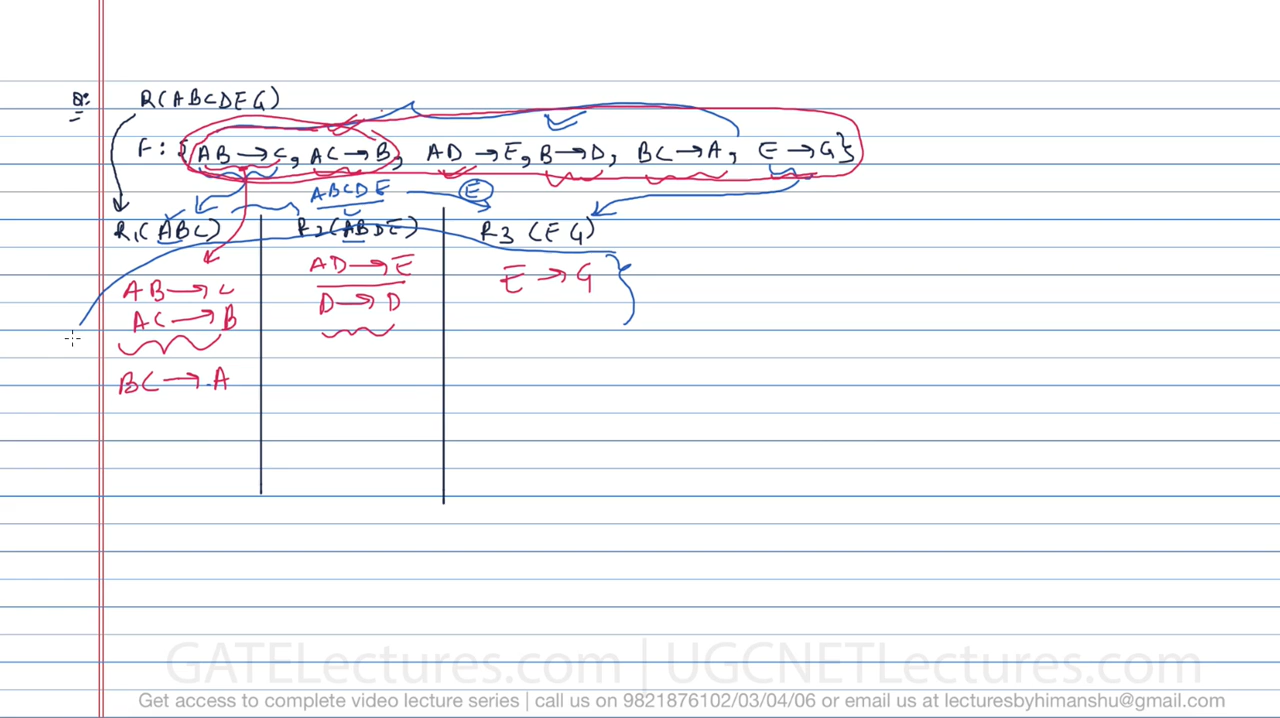 Q:
R(ABCDEG)
F: {AB→C, AC→B, AD→E, B→D, BC→A, E→G}
ABCDE E
R1(ABC) R2(ABDE) R3(EG)
AB→C AD→E E→G
AC→B D→D
BC→A
GATELectures.com | UGCNETLectures.com
Get access to complete video lecture series | call us on 9821876102/03/04/06 or email us at lecturesbyhimanshu@gmail.com